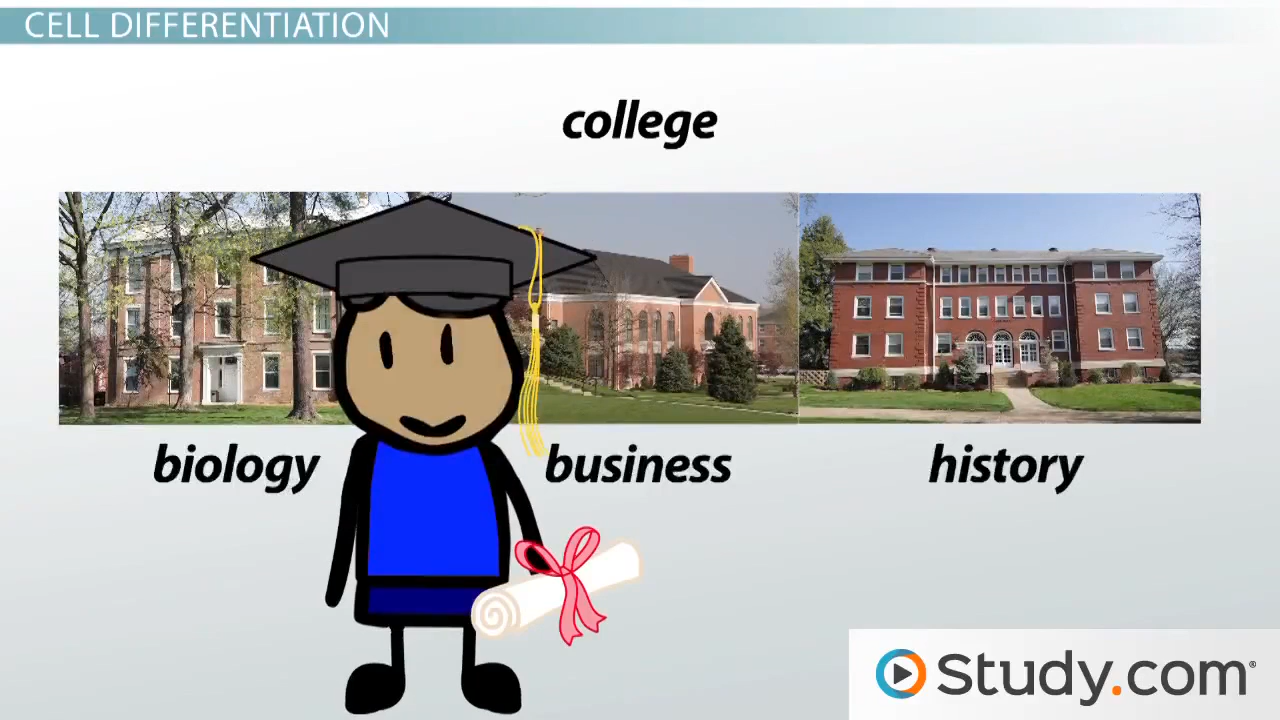 CELL DIFFERENTIATION
college
biology
business
history
Study.com®